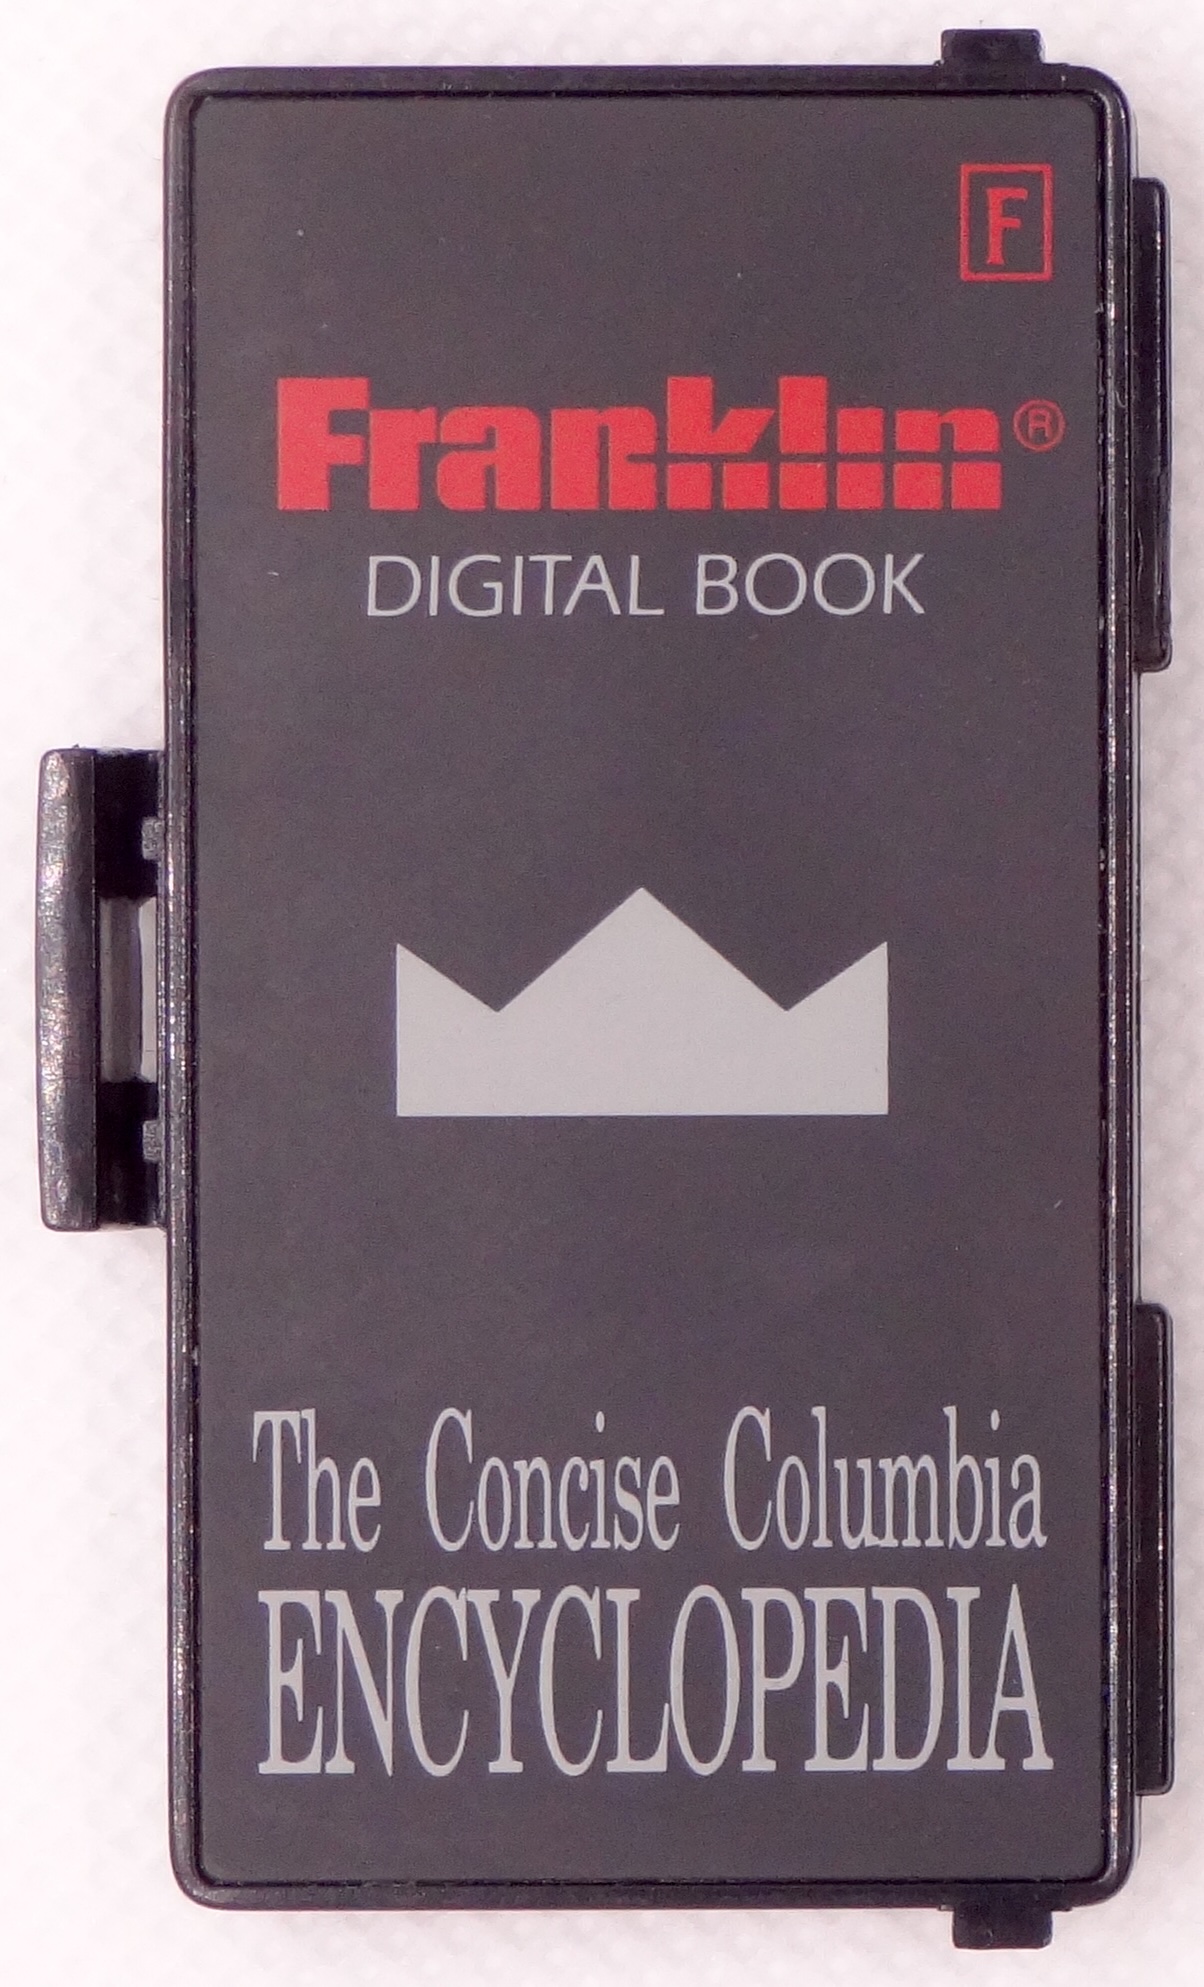 F
Franklin®
DIGITAL BOOK
The Concise Columbia
ENCYCLOPEDIA